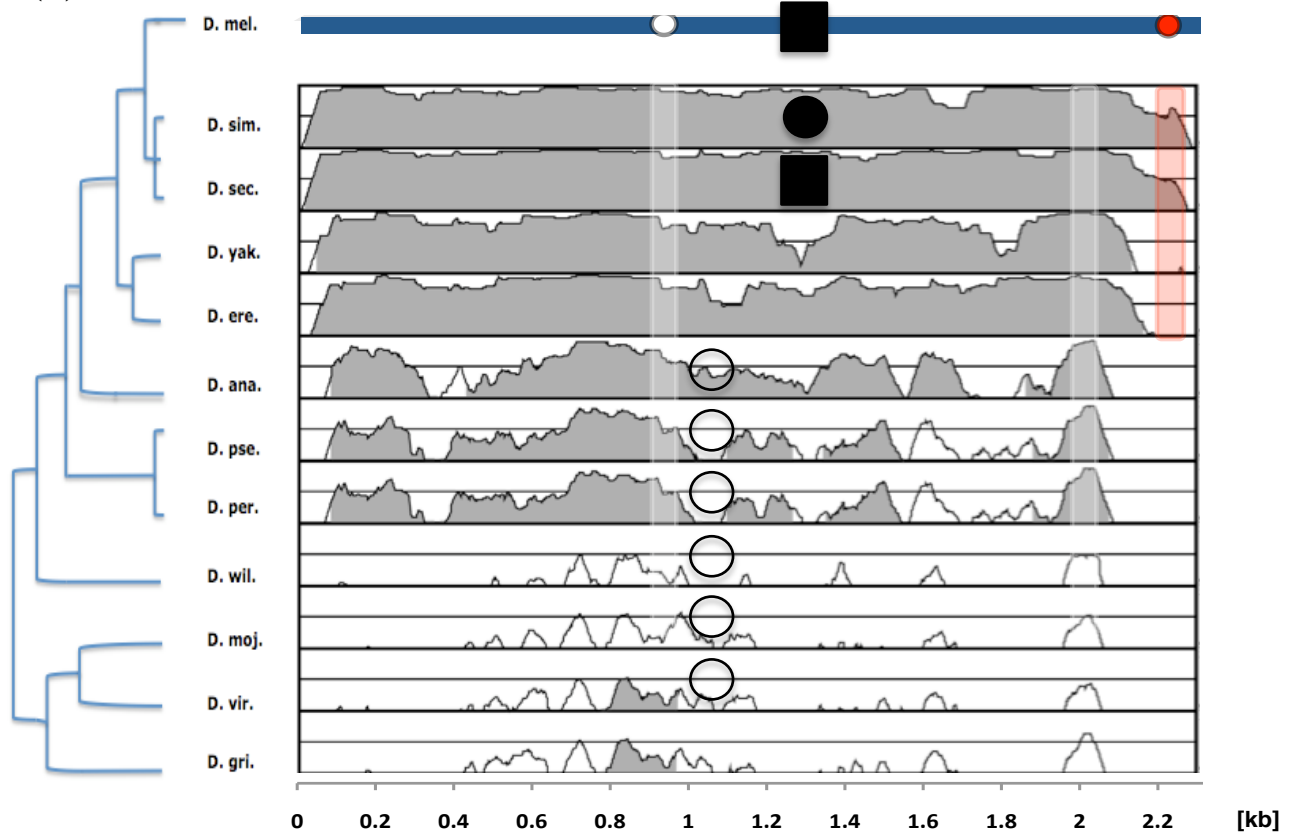 D. mel.
D. sim.
D. sec.
D. yak.
D. ere.
D. ana.
D. pse.
D. per.
D. wil.
D. moj.
D. vir.
D. gri.
0 0.2 0.4 0.6 0.8 1 1.2 1.4 1.6 1.8 2 2.2 [kb]